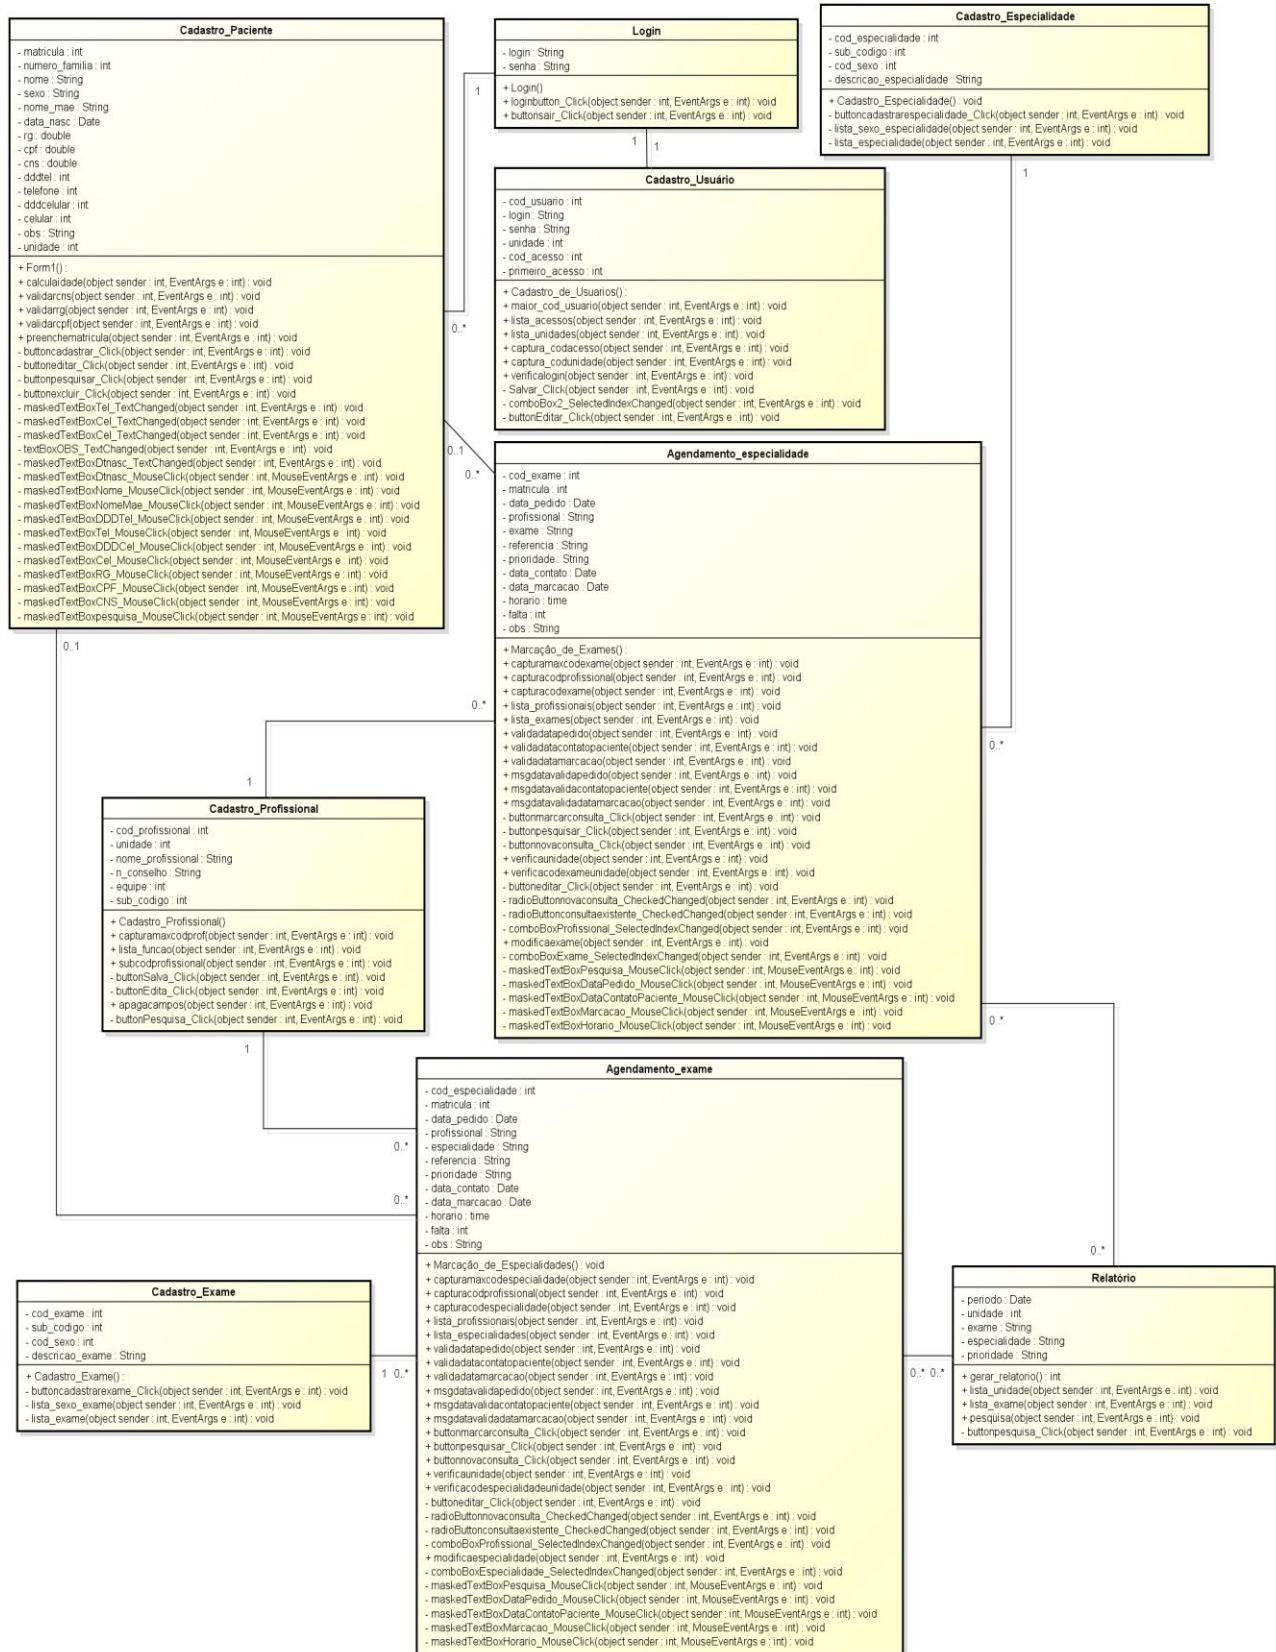 Cadastro_Paciente
- matricula : int
- numero_familia : int
- nome : String
- sexo : String
- nome_mae : String
- data_nasc : Date
- rg : double
- cpf : double
- cns : double
- dddtel : int
- telefone : int
- dddcelular : int
- celular : int
- obs : String
- unidade : int
+ Form1() :
+ calculaidade(object sender : int, EventArgs e : int) : void
+ validarcns(object sender : int, EventArgs e : int) : void
+ validarrg(object sender : int, EventArgs e : int) : void
+ validarcpf(object sender : int, EventArgs e : int) : void
+ preenchematricula(object sender : int, EventArgs e : int) : void
- buttoncadastrar_Click(object sender : int, EventArgs e : int) : void
- buttoneditar_Click(object sender : int, EventArgs e : int) : void
- buttonpesquisar_Click(object sender : int, EventArgs e : int) : void
- buttonexcluir_Click(object sender : int, EventArgs e : int) : void
- maskedTextBoxTel_TextChanged(object sender : int, EventArgs e : int) : void
- maskedTextBoxCel_TextChanged(object sender : int, EventArgs e : int) : void
- maskedTextBoxCel_TextChanged(object sender : int, EventArgs e : int) : void
- textBoxOBS_TextChanged(object sender : int, EventArgs e : int) : void
- maskedTextBoxDtnasc_TextChanged(object sender : int, EventArgs e : int) : void
- maskedTextBoxDtnasc_MouseClick(object sender : int, MouseEventArgs e : int) : void
- maskedTextBoxNome_MouseClick(object sender : int, MouseEventArgs e : int) : void
- maskedTextBoxNomeMae_MouseClick(object sender : int, MouseEventArgs e : int) : void
- maskedTextBoxDDDTel_MouseClick(object sender : int, MouseEventArgs e : int) : void
- maskedTextBoxTel_MouseClick(object sender : int, MouseEventArgs e : int) : void
- maskedTextBoxDDDCel_MouseClick(object sender : int, MouseEventArgs e : int) : void
- maskedTextBoxCel_MouseClick(object sender : int, MouseEventArgs e : int) : void
- maskedTextBoxRG_MouseClick(object sender : int, MouseEventArgs e : int) : void
- maskedTextBoxCPF_MouseClick(object sender : int, MouseEventArgs e : int) : void
- maskedTextBoxCNS_MouseClick(object sender : int, MouseEventArgs e : int) : void
- maskedTextBoxpesquisa_MouseClick(object sender : int, MouseEventArgs e : int) : void
Login
- login : String
- senha : String
+ Login()
+ loginbutton_Click(object sender : int, EventArgs e : int) : void
+ buttonsair_Click(object sender : int, EventArgs e : int) : void
Cadastro_Especialidade
- cod_especialidade : int
- sub_codigo : int
- cod_sexo : int
- descricao_especialidade : String
+ Cadastro_Especialidade() : void
- buttoncadastrarespecialidade_Click(object sender : int, EventArgs e : int) : void
- lista_sexo_especialidade(object sender : int, EventArgs e : int) : void
- lista_especialidade(object sender : int, EventArgs e : int) : void
1
1
1
1
0..*
Cadastro_Usuário
- cod_usuario : int
- login : String
- senha : String
- unidade : int
- cod_acesso : int
- primeiro_acesso : int
+ Cadastro_de_Usuarios() :
+ maior_cod_usuario(object sender : int, EventArgs e : int) : void
+ lista_acessos(object sender : int, EventArgs e : int) : void
+ lista_unidades(object sender : int, EventArgs e : int) : void
+ captura_codacesso(object sender : int, EventArgs e : int) : void
+ captura_codunidade(object sender : int, EventArgs e : int) : void
+ verificalogin(object sender : int, EventArgs e : int) : void
- Salvar_Click(object sender : int, EventArgs e : int) : void
- comboBox2_SelectedIndexChanged(object sender : int, EventArgs e : int) : void
- buttonEditar_Click(object sender : int, EventArgs e : int) : void
0..1
0..*
Agendamento_especialidade
- cod_exame : int
- matricula : int
- data_pedido : Date
- profissional : String
- exame : String
- referencia : String
- prioridade : String
- data_contato : Date
- data_marcacao : Date
- horario : time
- falta : int
- obs : String
+ Marcação_de_Exames() :
+ capturamaxcodexame(object sender : int, EventArgs e : int) : void
+ capturacodprofissional(object sender : int, EventArgs e : int) : void
+ capturacodexame(object sender : int, EventArgs e : int) : void
+ lista_profissionais(object sender : int, EventArgs e : int) : void
+ lista_exames(object sender : int, EventArgs e : int) : void
+ validadatapedido(object sender : int, EventArgs e : int) : void
+ validadatacontatopaciente(object sender : int, EventArgs e : int) : void
+ validadatamarcacao(object sender : int, EventArgs e : int) : void
+ msgdatavalidapedido(object sender : int, EventArgs e : int) : void
+ msgdatavalidacontatopaciente(object sender : int, EventArgs e : int) : void
+ msgdatavalidadatamarcacao(object sender : int, EventArgs e : int) : void
- buttonmarcarconsulta_Click(object sender : int, EventArgs e : int) : void
- buttonpesquisar_Click(object sender : int, EventArgs e : int) : void
- buttonnovaconsulta_Click(object sender : int, EventArgs e : int) : void
+ verificaunidade(object sender : int, EventArgs e : int) : void
+ verificacodexameunidade(object sender : int, EventArgs e : int) : void
- buttoneditar_Click(object sender : int, EventArgs e : int) : void
- radioButtonnovaconsulta_CheckedChanged(object sender : int, EventArgs e : int) : void
- radioButtonconsultaexistente_CheckedChanged(object sender : int, EventArgs e : int) : void
- comboBoxProfissional_SelectedIndexChanged(object sender : int, EventArgs e : int) : void
+ modificaexame(object sender : int, EventArgs e : int) : void
- comboBoxExame_SelectedIndexChanged(object sender : int, EventArgs e : int) : void
- maskedTextBoxPesquisa_MouseClick(object sender : int, MouseEventArgs e : int) : void
- maskedTextBoxDataPedido_MouseClick(object sender : int, MouseEventArgs e : int) : void
- maskedTextBoxDataContatoPaciente_MouseClick(object sender : int, MouseEventArgs e : int) : void
- maskedTextBoxMarcacao_MouseClick(object sender : int, MouseEventArgs e : int) : void
- maskedTextBoxHorario_MouseClick(object sender : int, MouseEventArgs e : int) : void
0..1
0..*
0..*
1
Cadastro_Profissional
- cod_profissional : int
- unidade : int
- nome_profissional : String
- n_conselho : String
- equipe : int
- sub_codigo : int
+ Cadastro_Profissional()
+ capturamaxcodprof(object sender : int, EventArgs e : int) : void
+ lista_funcao(object sender : int, EventArgs e : int) : void
+ subcodprofissional(object sender : int, EventArgs e : int) : void
- buttonSalva_Click(object sender : int, EventArgs e : int) : void
- buttonEdita_Click(object sender : int, EventArgs e : int) : void
+ apagacampos(object sender : int, EventArgs e : int) : void
- buttonPesquisa_Click(object sender : int, EventArgs e : int) : void
0..*
1
0..*
0..*
Agendamento_exame
- cod_especialidade : int
- matricula : int
- data_pedido : Date
- profissional : String
- especialidade : String
- referencia : String
- prioridade : String
- data_contato : Date
- data_marcacao : Date
- horario : time
- falta : int
- obs : String
+ Marcação_de_Especialidades() : void
+ capturamaxcodespecialidade(object sender : int, EventArgs e : int) : void
+ capturacodprofissional(object sender : int, EventArgs e : int) : void
+ capturacodespecialidade(object sender : int, EventArgs e : int) : void
+ lista_profissionais(object sender : int, EventArgs e : int) : void
+ lista_especialidades(object sender : int, EventArgs e : int) : void
+ validadatapedido(object sender : int, EventArgs e : int) : void
+ validadatacontatopaciente(object sender : int, EventArgs e : int) : void
+ validadatamarcacao(object sender : int, EventArgs e : int) : void
+ msgdatavalidapedido(object sender : int, EventArgs e : int) : void
+ msgdatavalidacontatopaciente(object sender : int, EventArgs e : int) : void
+ msgdatavalidadatamarcacao(object sender : int, EventArgs e : int) : void
+ buttonmarcarconsulta_Click(object sender : int, EventArgs e : int) : void
+ buttonpesquisar_Click(object sender : int, EventArgs e : int) : void
+ buttonnovaconsulta_Click(object sender : int, EventArgs e : int) : void
+ verificaunidade(object sender : int, EventArgs e : int) : void
+ verificacodespecialidadeunidade(object sender : int, EventArgs e : int) : void
- buttoneditar_Click(object sender : int, EventArgs e : int) : void
- radioButtonnovaconsulta_CheckedChanged(object sender : int, EventArgs e : int) : void
- radioButtonconsultaexistente_CheckedChanged(object sender : int, EventArgs e : int) : void
- comboBoxProfissional_SelectedIndexChanged(object sender : int, EventArgs e : int) : void
+ modificaespecialidade(object sender : int, EventArgs e : int) : void
- comboBoxEspecialidade_SelectedIndexChanged(object sender : int, EventArgs e : int) : void
- maskedTextBoxPesquisa_MouseClick(object sender : int, MouseEventArgs e : int) : void
- maskedTextBoxDataPedido_MouseClick(object sender : int, MouseEventArgs e : int) : void
- maskedTextBoxDataContatoPaciente_MouseClick(object sender : int, MouseEventArgs e : int) : void
- maskedTextBoxMarcacao_MouseClick(object sender : int, MouseEventArgs e : int) : void
- maskedTextBoxHorario_MouseClick(object sender : int, MouseEventArgs e : int) : void
Cadastro_Exame
- cod_exame : int
- sub_codigo : int
- cod_sexo : int
- descricao_exame : String
+ Cadastro_Exame() :
- buttoncadastrarexame_Click(object sender : int, EventArgs e : int) : void
- lista_sexo_exame(object sender : int, EventArgs e : int) : void
- lista_exame(object sender : int, EventArgs e : int) : void
1 0..*
0..*
Relatório
- periodo : Date
- unidade : int
- exame : String
- especialidade : String
- prioridade : String
+ gerar_relatorio() : int
+ lista_unidade(object sender : int, EventArgs e : int) : void
+ lista_exame(object sender : int, EventArgs e : int) : void
+ pesquisa(object sender : int, EventArgs e : int) : void
- buttonpesquisa_Click(object sender : int, EventArgs e : int) : void
0..* 0..*